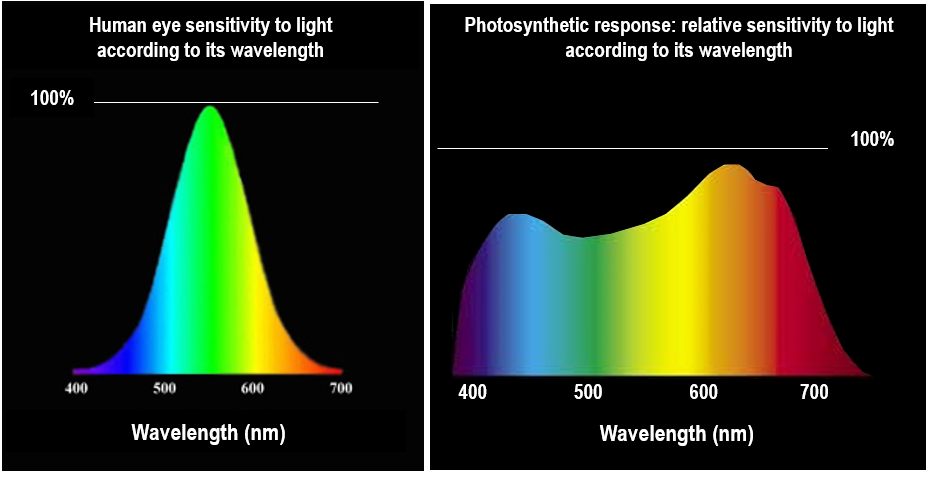 Human eye sensitivity to light
according to its wavelength
100%
400 500 600 700
Wavelength (nm)
Photosynthetic response: relative sensitivity to light
according to its wavelength
100%
400 500 600 700
Wavelength (nm)